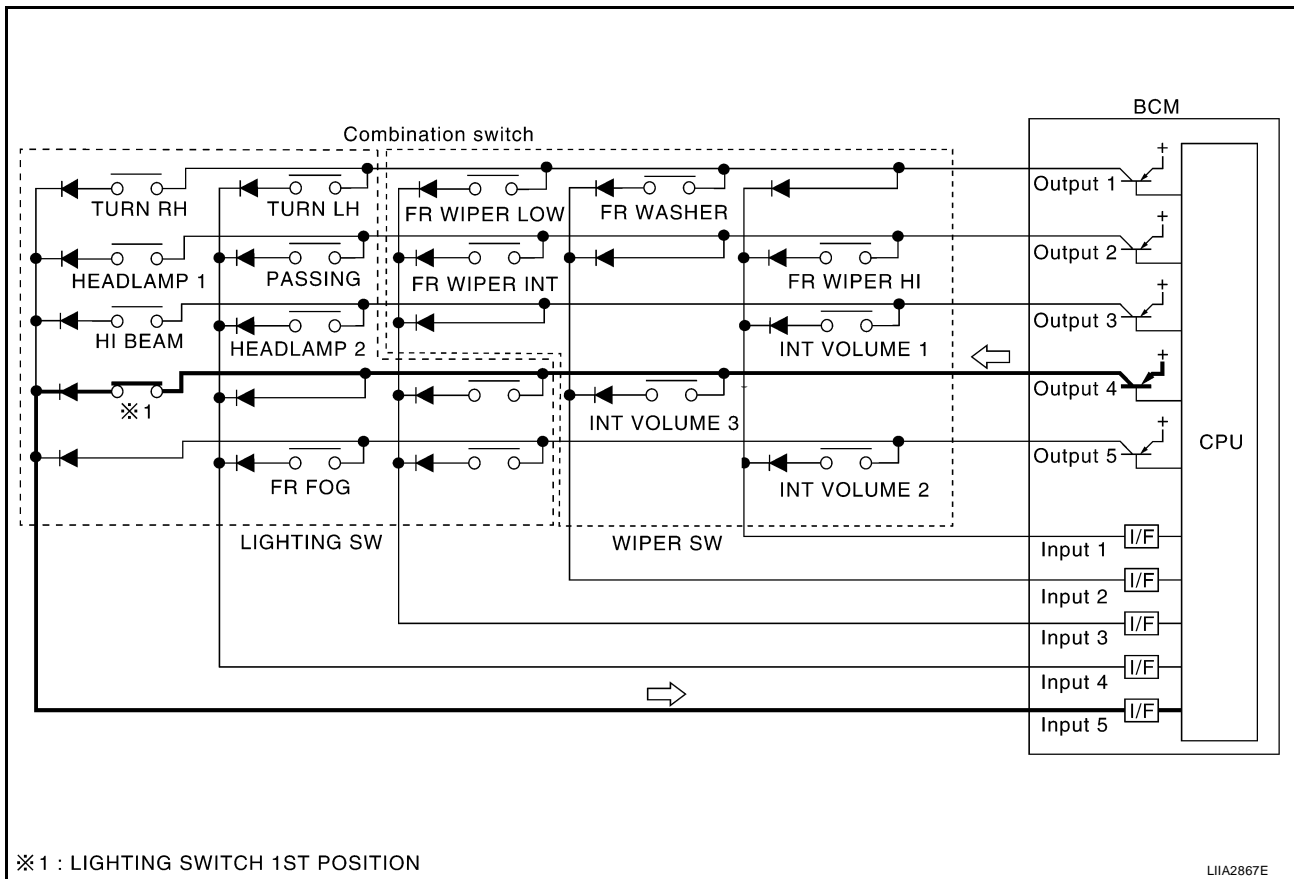 BCM
Combination switch
+
Output 1
TURN RH
TURN LH
FR WIPER LOW
FR WASHER
+
Output 2
HEADLAMP 1
PASSING
FR WIPER INT
FR WIPER HI
+
Output 3
HI BEAM
HEADLAMP 2
INT VOLUME 1
+
Output 4
※1
INT VOLUME 3
+
Output 5
CPU
FR FOG
INT VOLUME 2
LIGHTING SW
WIPER SW
Input 1
I/F
Input 2
I/F
Input 3
I/F
Input 4
I/F
Input 5
I/F
※1 : LIGHTING SWITCH 1ST POSITION
LIIA2867E